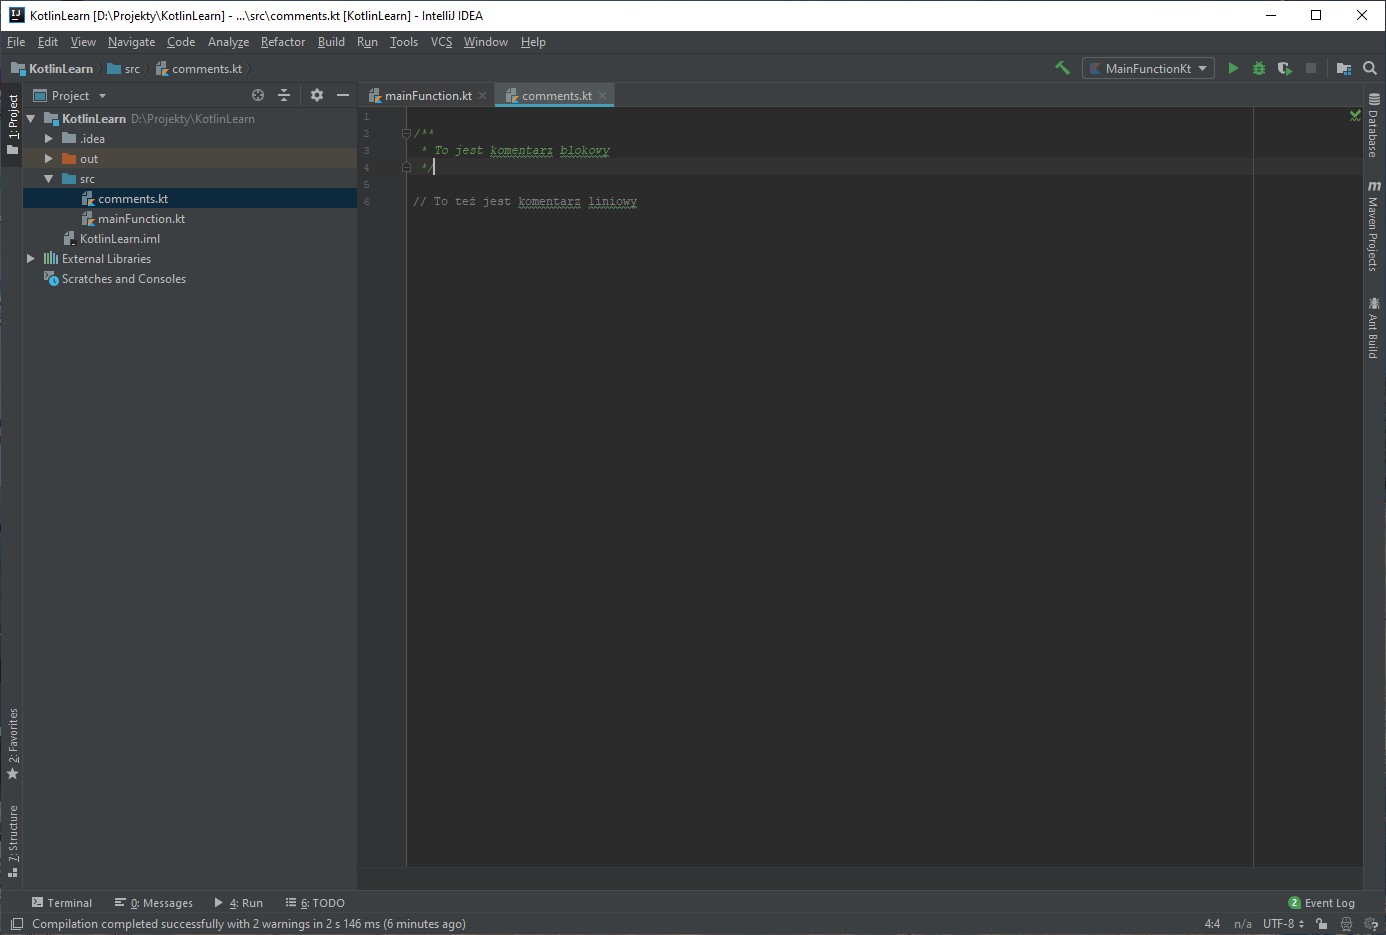 KotlinLearn [D:\Projekty\KotlinLearn] - ...\src\comments.kt [KotlinLearn] - IntelliJ IDEA
File Edit View Navigate Code Analyze Refactor Build Run Tools VCS Window Help
KotlinLearn src comments.kt MainFunctionKt
1: Project
Project
mainFunction.kt comments.kt
KotlinLearn D:\Projekty\KotlinLearn
.idea
out
src
comments.kt
mainFunction.kt
KotlinLearn.iml
External Libraries
Scratches and Consoles
1
2 /**
3 * To jest komentarz blokowy
4 */
5
6 // To też jest komentarz liniowy
Database
Maven Projects
Ant Build
2: Favorites
7: Structure
Terminal 0: Messages 4: Run 6: TODO 2 Event Log
Compilation completed successfully with 2 warnings in 2 s 146 ms (6 minutes ago) 4:4 n/a UTF-8